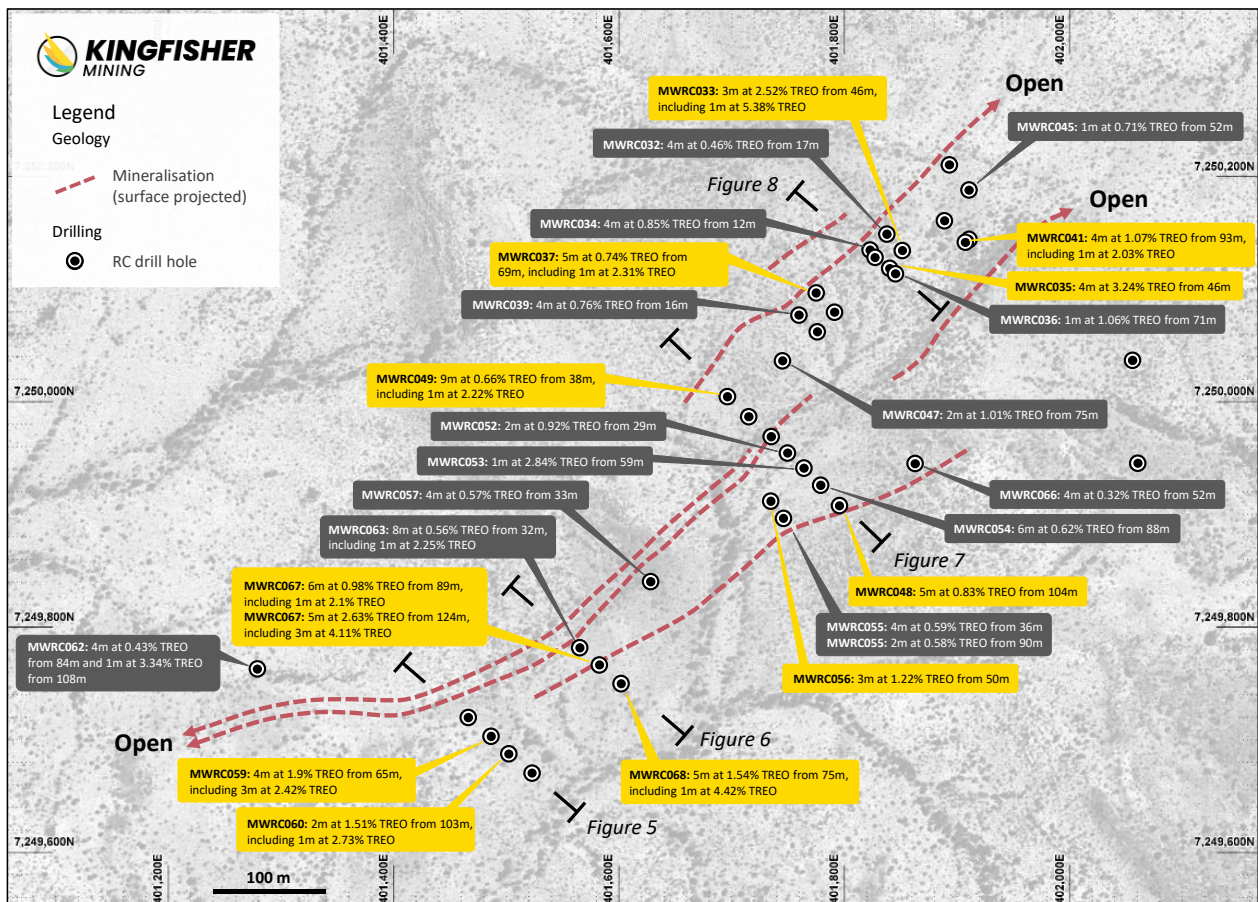 401,400E
401,600E
401,800E
402,000E
KINGFISHER
MINING
Legend
Geology
Mineralisation
(surface projected)
Drilling
RC drill hole
7,250,200N
7,250,200N
Open
MWRC033: 3m at 2.52% TREO from 46m,
including 1m at 5.38% TREO
MWRC045: 1m at 0.71% TREO from 52m
MWRC032: 4m at 0.46% TREO from 17m
Figure 8
Open
MWRC034: 4m at 0.85% TREO from 12m
MWRC041: 4m at 1.07% TREO from 93m,
including 1m at 2.03% TREO
MWRC037: 5m at 0.74% TREO from
69m, including 1m at 2.31% TREO
MWRC035: 4m at 3.24% TREO from 46m
MWRC039: 4m at 0.76% TREO from 16m
MWRC036: 1m at 1.06% TREO from 71m
MWRC049: 9m at 0.66% TREO from 38m,
including 1m at 2.22% TREO
7,250,000N
7,250,000N
MWRC047: 2m at 1.01% TREO from 75m
MWRC052: 2m at 0.92% TREO from 29m
MWRC053: 1m at 2.84% TREO from 59m
MWRC057: 4m at 0.57% TREO from 33m
MWRC066: 4m at 0.32% TREO from 52m
MWRC063: 8m at 0.56% TREO from 32m,
including 1m at 2.25% TREO
MWRC054: 6m at 0.62% TREO from 88m
Figure 7
MWRC067: 6m at 0.98% TREO from 89m,
including 1m at 2.1% TREO
MWRC067: 5m at 2.63% TREO from 124m,
including 3m at 4.11% TREO
MWRC048: 5m at 0.83% TREO from 104m
7,249,800N
7,249,800N
MWRC055: 4m at 0.59% TREO from 36m
MWRC055: 2m at 0.58% TREO from 90m
MWRC062: 4m at 0.43% TREO
from 84m and 1m at 3.34% TREO
from 108m
MWRC056: 3m at 1.22% TREO from 50m
Open
Figure 6
MWRC059: 4m at 1.9% TREO from 65m,
including 3m at 2.42% TREO
MWRC068: 5m at 1.54% TREO from 75m,
including 1m at 4.42% TREO
MWRC060: 2m at 1.51% TREO from 103m,
including 1m at 2.73% TREO
Figure 5
7,249,600N
7,249,600N
100 m
401,200E
401,400E
401,600E
401,800E
402,000E